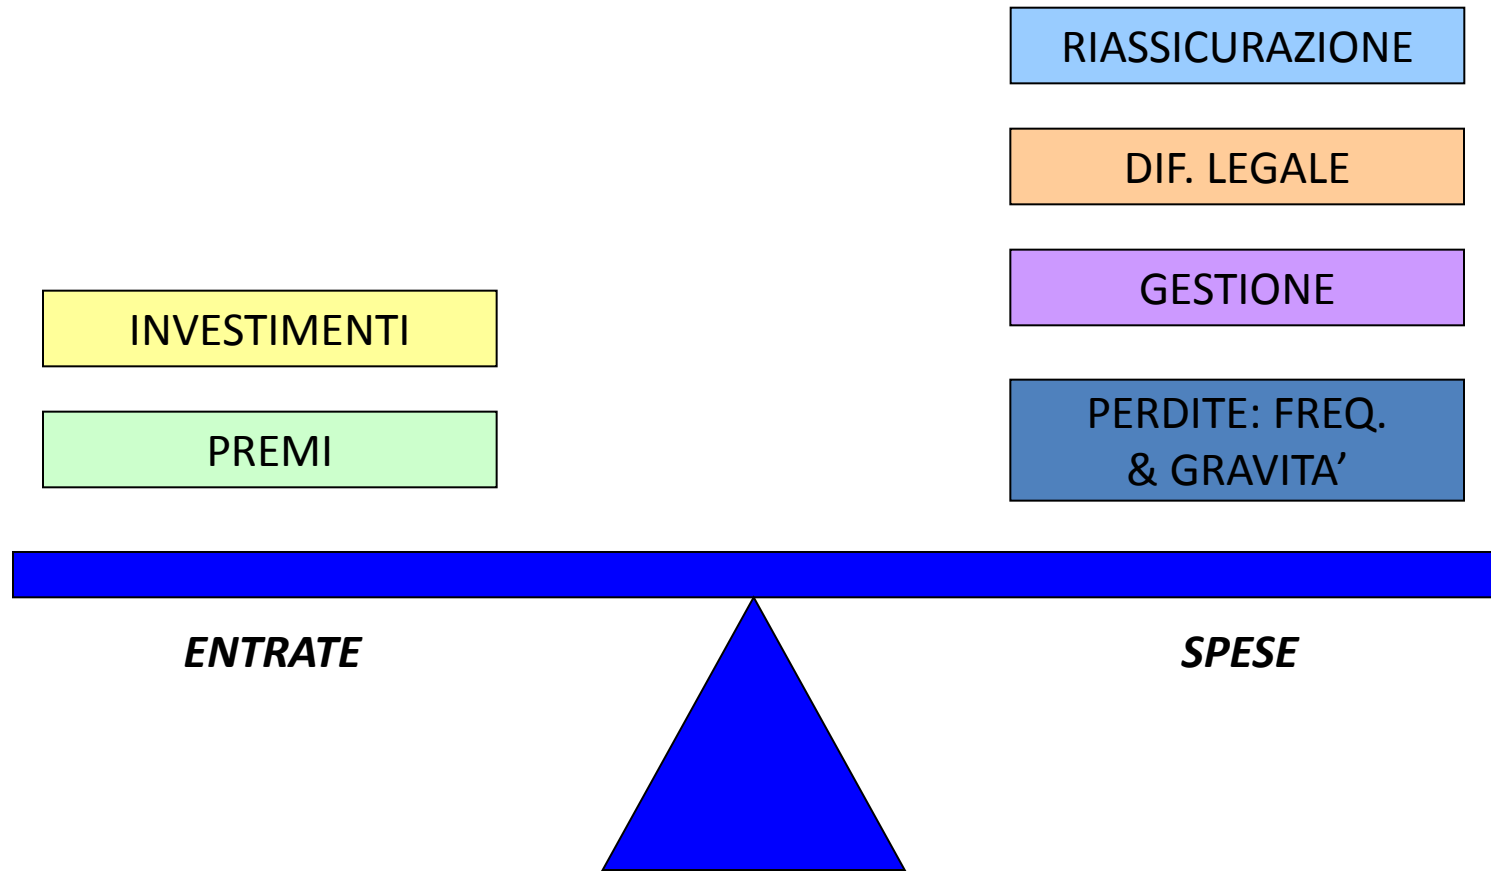 RIASSICURAZIONE
DIF. LEGALE
GESTIONE
INVESTIMENTI
PERDITE: FREQ.
& GRAVITA’
PREMI
ENTRATE
SPESE